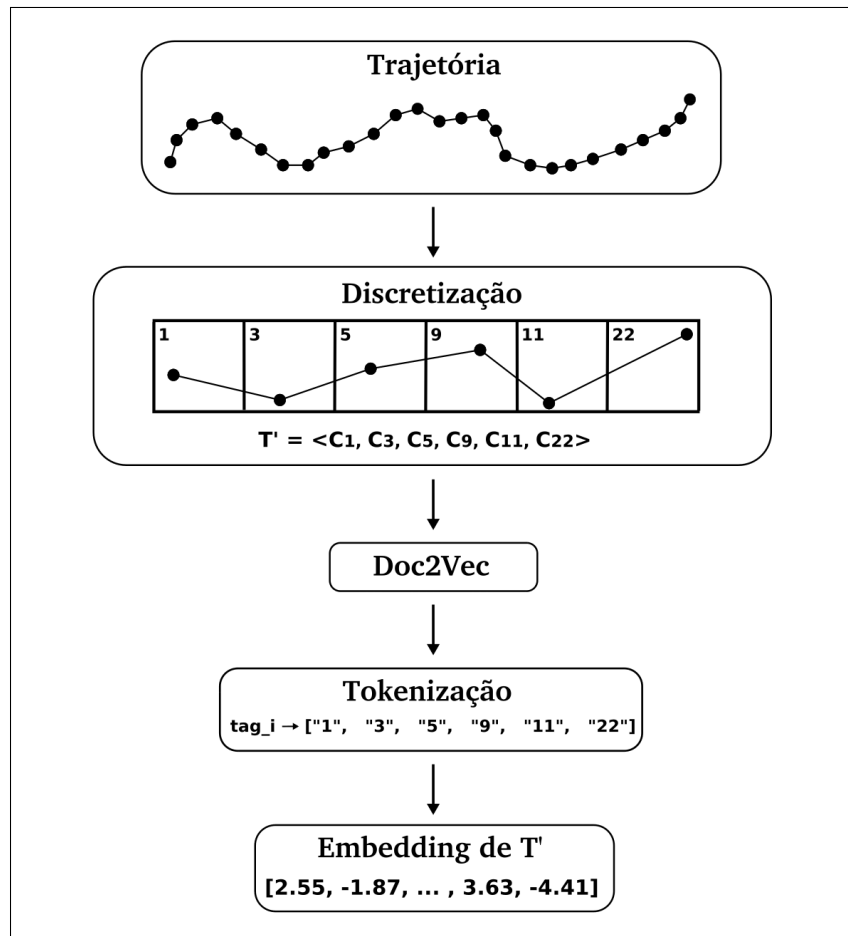 Trajetória
Discretização
1 3 5 9 11 22
T' = <C1, C3, C5, C9, C11, C22>
Doc2Vec
Tokenização
tag_i → ["1", "3", "5", "9", "11", "22"]
Embedding de T'
[2.55, -1.87, ... , 3.63, -4.41]